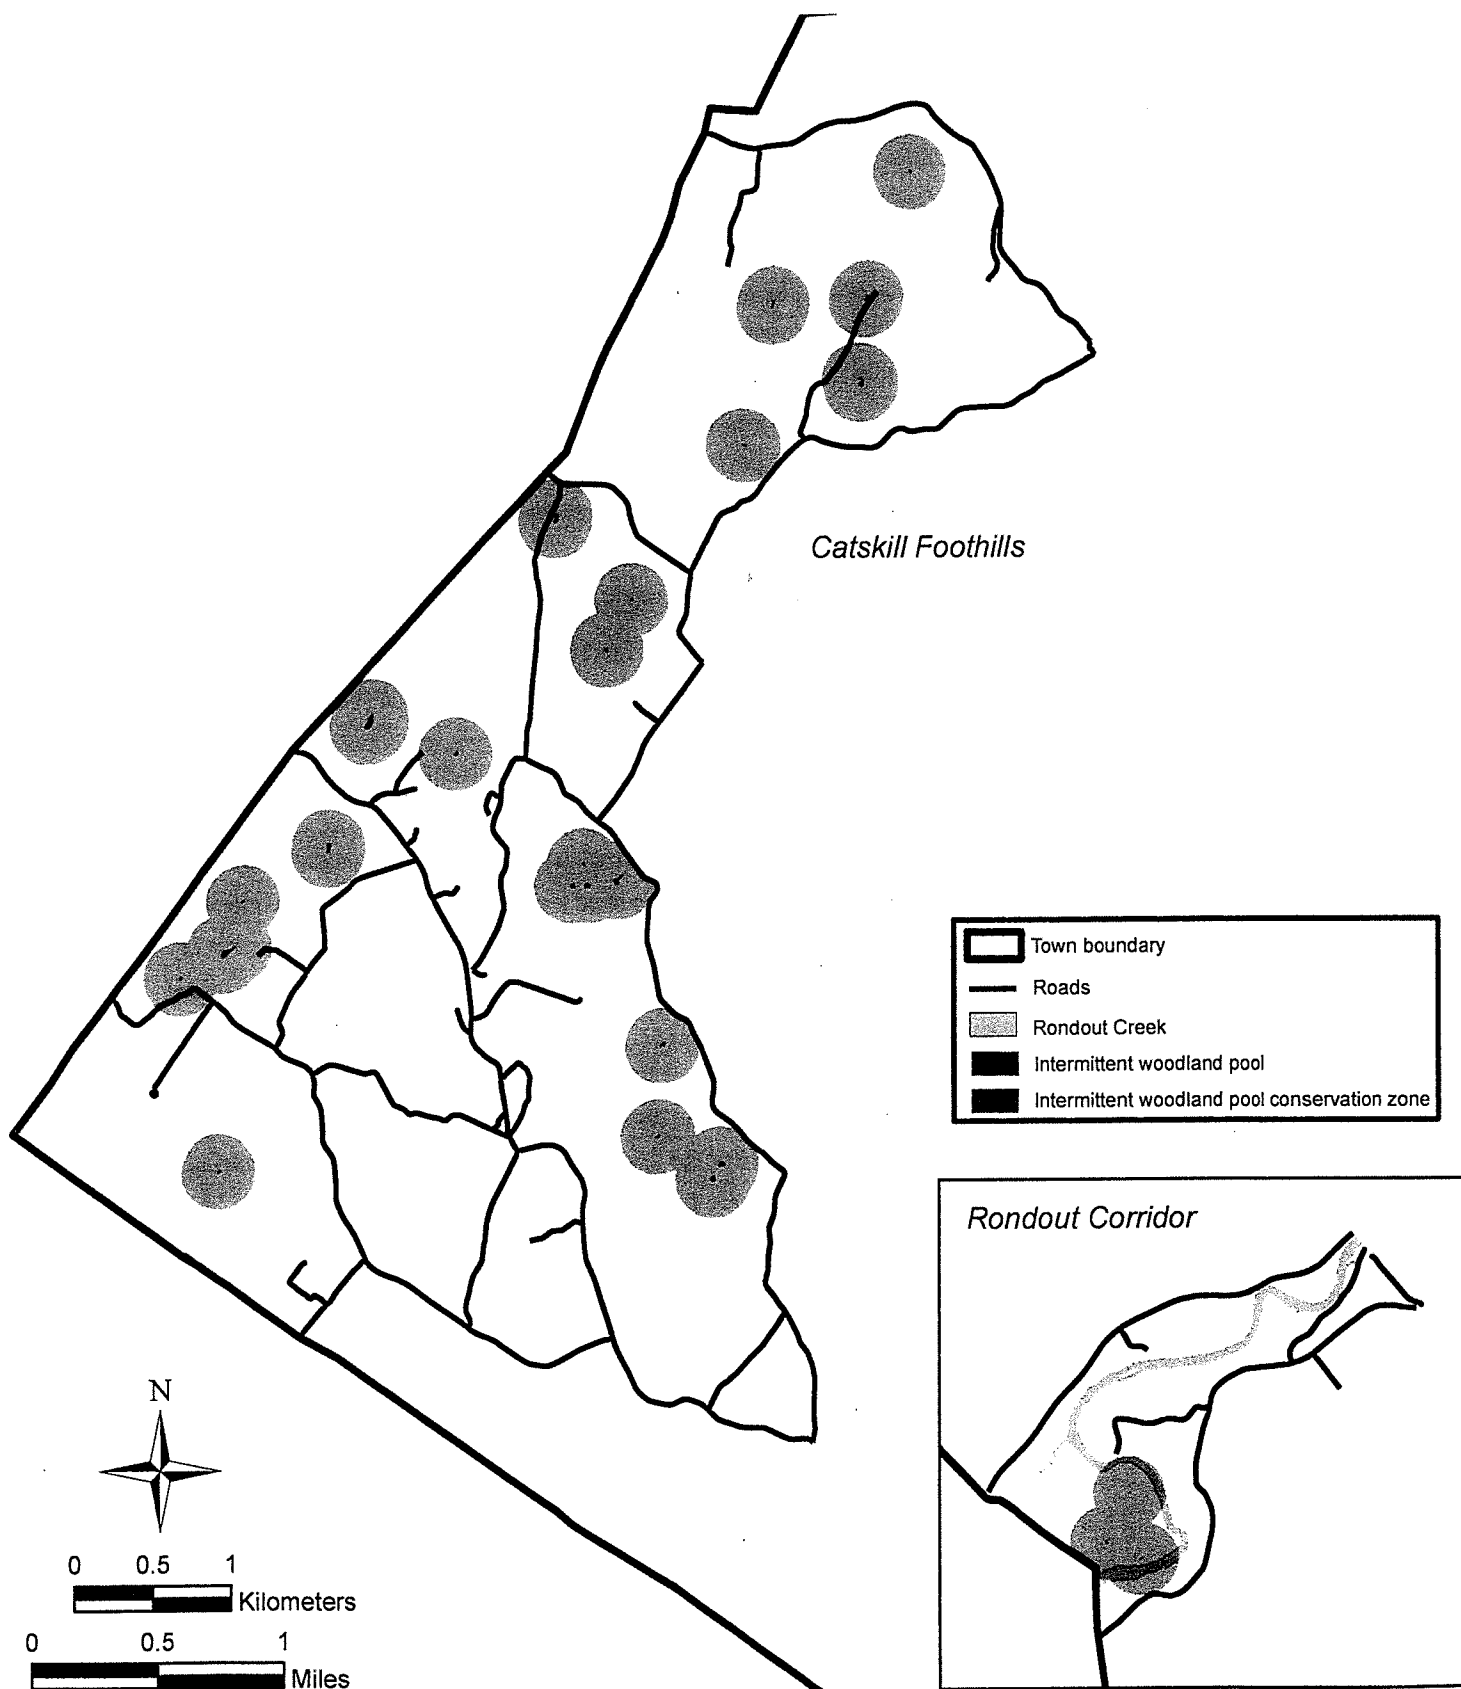 Catskill Foothills
Town boundary
Roads
Rondout Creek
Intermittent woodland pool
Intermittent woodland pool conservation zone
Rondout Corridor
N
0 0.5 1
Kilometers
0 0.5 1
Miles